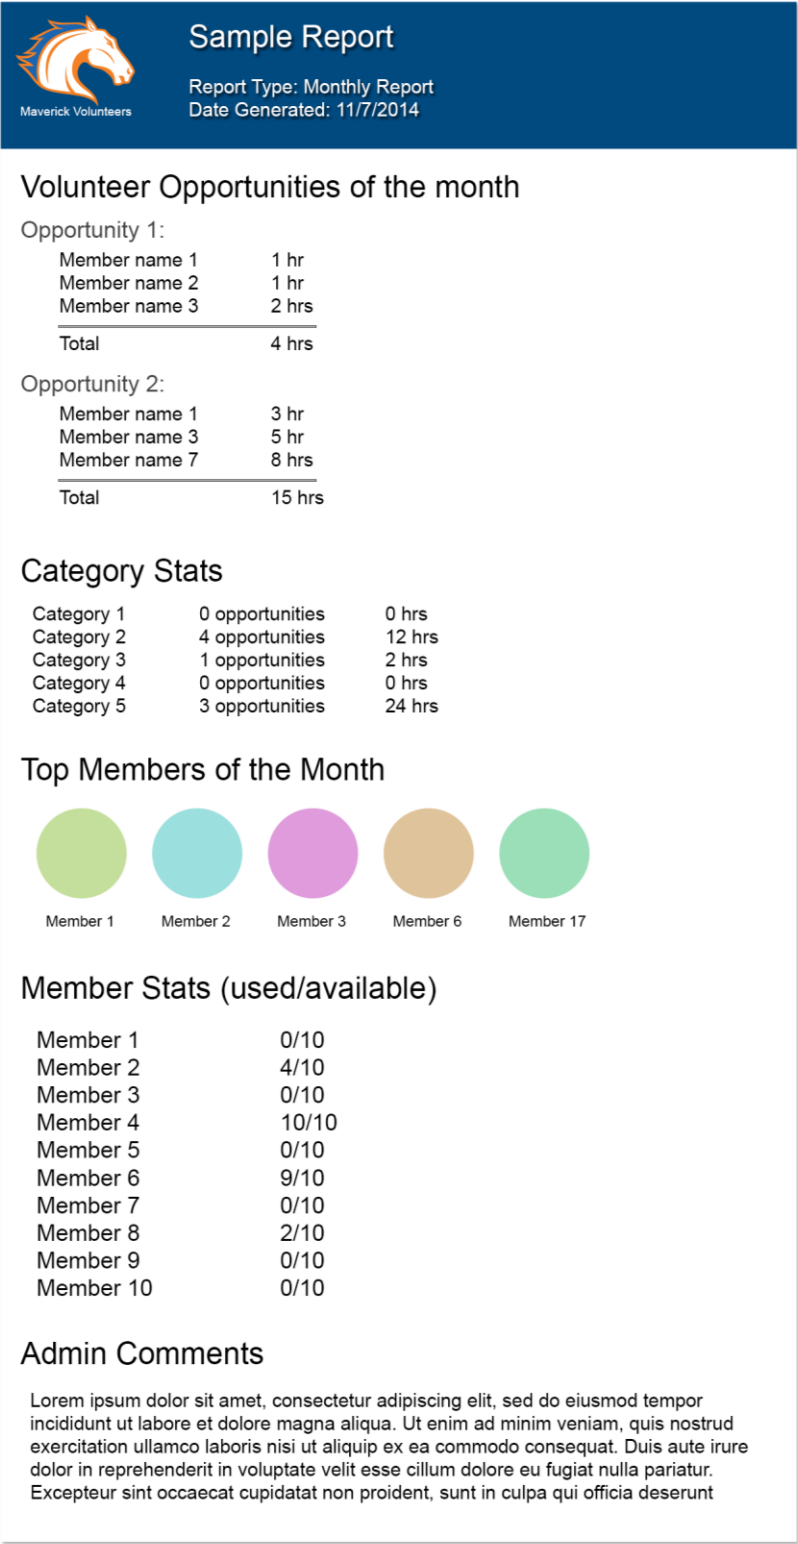 Maverick Volunteers
Sample Report
Report Type: Monthly Report
Date Generated: 11/7/2014
Volunteer Opportunities of the month
Opportunity 1:
Member name 1 1 hr
Member name 2 1 hr
Member name 3 2 hrs
Total 4 hrs
Opportunity 2:
Member name 1 3 hr
Member name 3 5 hr
Member name 7 8 hrs
Total 15 hrs
Category Stats
Category 1 0 opportunities 0 hrs
Category 2 4 opportunities 12 hrs
Category 3 1 opportunities 2 hrs
Category 4 0 opportunities 0 hrs
Category 5 3 opportunities 24 hrs
Top Members of the Month
Member 1 Member 2 Member 3 Member 6 Member 17
Member Stats (used/available)
Member 1 0/10
Member 2 4/10
Member 3 0/10
Member 4 10/10
Member 5 0/10
Member 6 9/10
Member 7 0/10
Member 8 2/10
Member 9 0/10
Member 10 0/10
Admin Comments
Lorem ipsum dolor sit amet, consectetur adipiscing elit, sed do eiusmod tempor
incididunt ut labore et dolore magna aliqua. Ut enim ad minim veniam, quis nostrud
exercitation ullamco laboris nisi ut aliquip ex ea commodo consequat. Duis aute irure
dolor in reprehenderit in voluptate velit esse cillum dolore eu fugiat nulla pariatur.
Excepteur sint occaecat cupidatat non proident, sunt in culpa qui officia deserunt